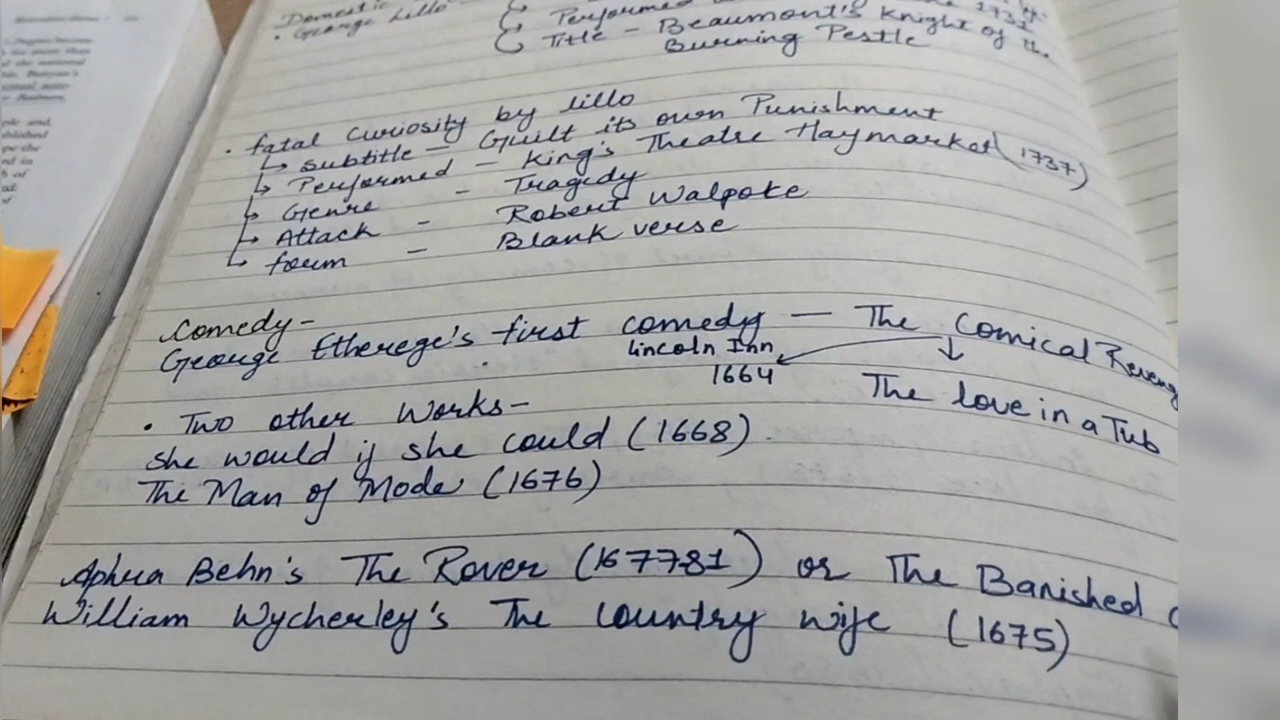 Domestic
• George Lillo
Performed 1731
Title - Beaumont's Knight of the
Burning Pestle
• fatal curiosity by lillo
↳ subtitle - Guilt its own Punishment
↳ Performed - King's Theatre Haymarket (1737)
↳ Genre - Tragedy
↳ Attack - Robert Walpoke
↳ form - Blank verse
Comedy-
George Etherege's first comedy — The Comical Reveng
lincoln Inn
1664
The love in a Tub
• Two other Works-
she would if she could (1668)
The Man of Mode (1676)
Aphra Behn's The Rover (167781) or The Banished
William Wycherley's The country wife (1675)